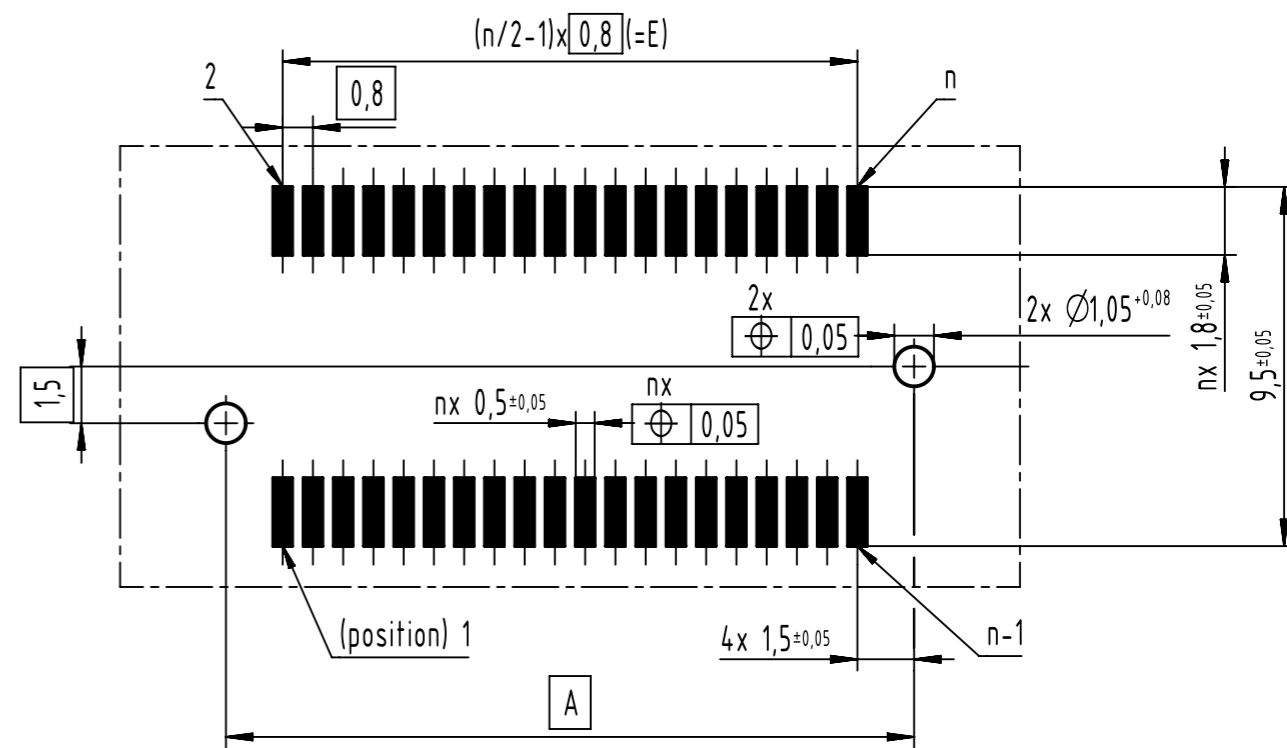 (n/2-1)x 0,8 (=E)
2
0,8
n
2x
⌖ 0,05
2x Ø1,05 +0,08
nx 1,8±0,05
9,5±0,05
1,5
nx 0,5±0,05
nx
⌖ 0,05
(position) 1
4x 1,5±0,05
n-1
A